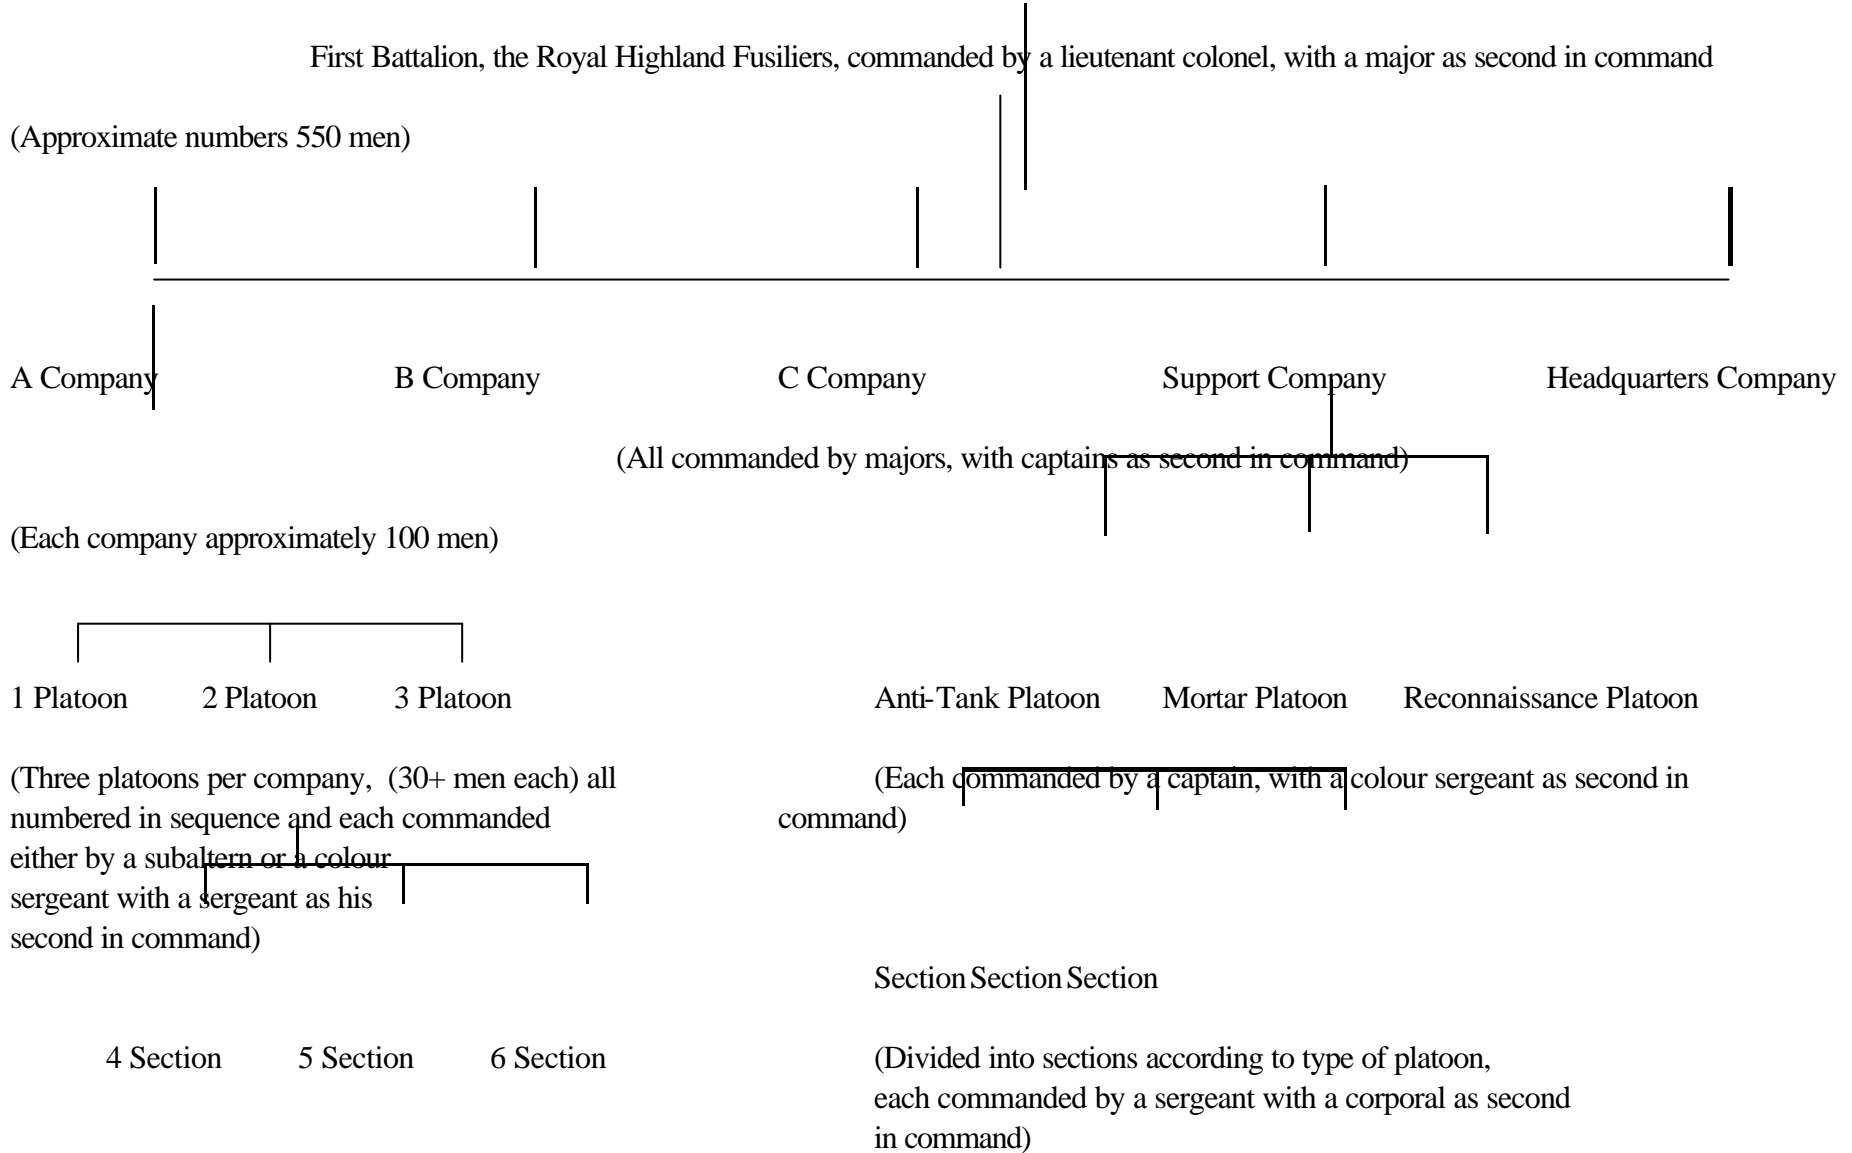 First Battalion, the Royal Highland Fusiliers, commanded by a lieutenant colonel, with a major as second in command
(Approximate numbers 550 men)
A Company B Company C Company Support Company Headquarters Company
(All commanded by majors, with captains as second in command)
(Each company approximately 100 men)
1 Platoon 2 Platoon 3 Platoon Anti-Tank Platoon Mortar Platoon Reconnaissance Platoon
(Three platoons per company, (30+ men each) all
numbered in sequence and each commanded
either by a subaltern or a colour
sergeant with a sergeant as his
second in command)
(Each commanded by a captain, with a colour sergeant as second in
command)
Section Section Section
4 Section 5 Section 6 Section
(Divided into sections according to type of platoon,
each commanded by a sergeant with a corporal as second
in command)